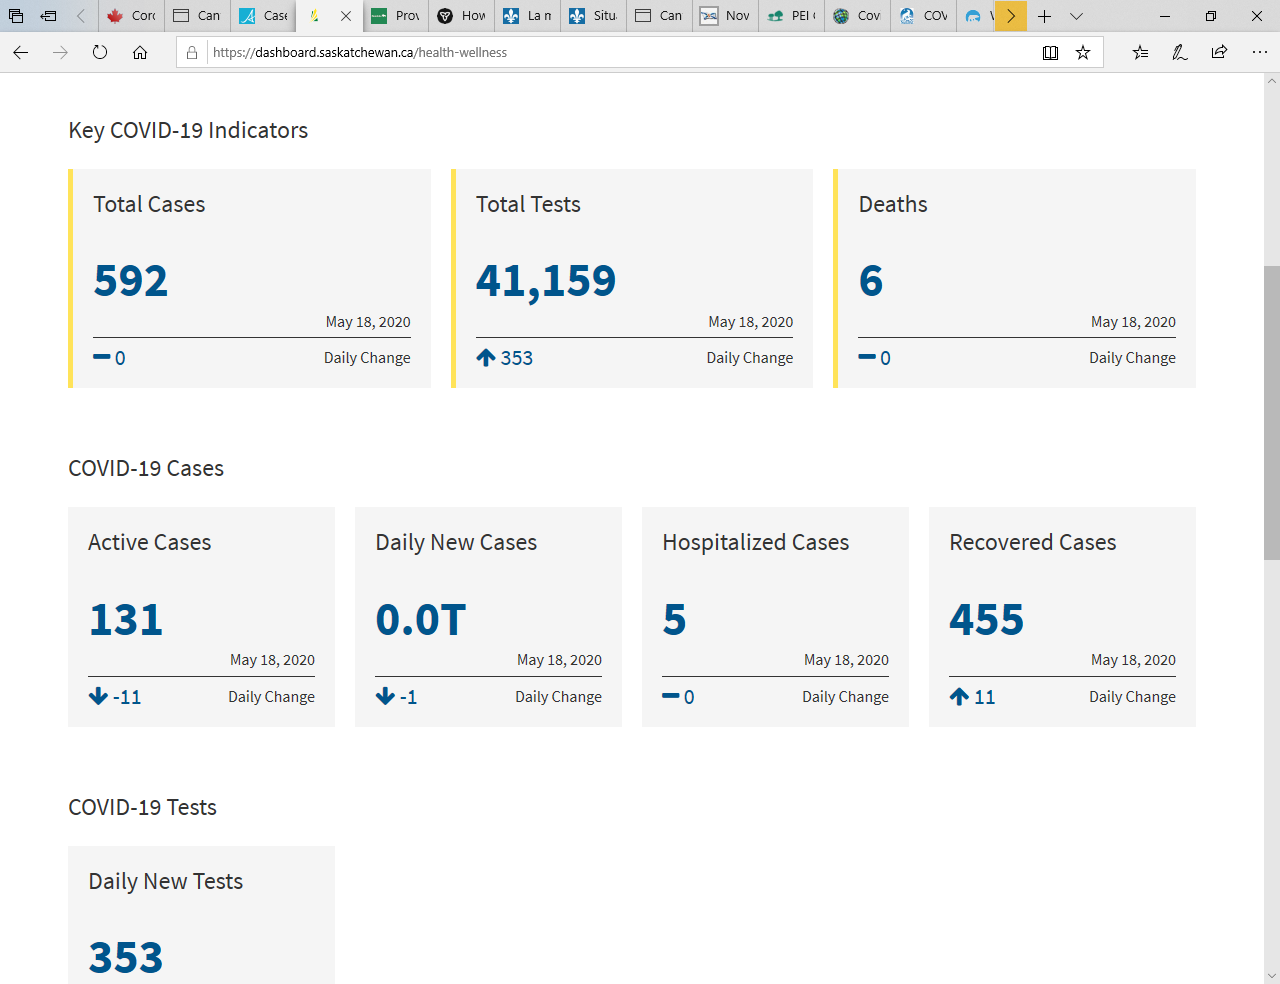 Corc
Can
Case
Prov
How
La m
Situ
Can
Nov
PEI
Cov
COV
https://dashboard.saskatchewan.ca/health-wellness
Key COVID-19 Indicators
Total Cases
592
May 18, 2020
0 Daily Change
Total Tests
41,159
May 18, 2020
353 Daily Change
Deaths
6
May 18, 2020
0 Daily Change
COVID-19 Cases
Active Cases
131
May 18, 2020
-11 Daily Change
Daily New Cases
0.0T
May 18, 2020
-1 Daily Change
Hospitalized Cases
5
May 18, 2020
0 Daily Change
Recovered Cases
455
May 18, 2020
11 Daily Change
COVID-19 Tests
Daily New Tests
353